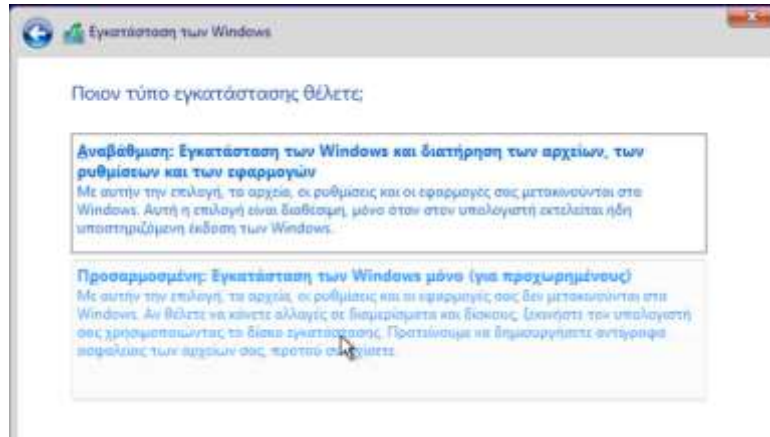 Εγκατάσταση των Windows
Ποιον τύπο εγκατάστασης θέλετε;
Αναβάθμιση: Εγκατάσταση των Windows και διατήρηση των αρχείων, των
ρυθμίσεων και των εφαρμογών
Με αυτήν την επιλογή, τα αρχεία, οι ρυθμίσεις και οι εφαρμογές σας μετακινούνται στα
Windows. Αυτή η επιλογή είναι διαθέσιμη, μόνο όταν στον υπολογιστή εκτελείται ήδη
υποστηριζόμενη έκδοση των Windows.
Προσαρμοσμένη: Εγκατάσταση των Windows μόνο (για προχωρημένους)
Με αυτήν την επιλογή, τα αρχεία, οι ρυθμίσεις και οι εφαρμογές σας δεν μετακινούνται στα
Windows. Αν θέλετε να κάνετε αλλαγές σε διαμερίσματα και δίσκους, ξεκινήστε τον υπολογιστή
σας χρησιμοποιώντας το δίσκο εγκατάστασης. Προτείνουμε να δημιουργήσετε αντίγραφα
ασφαλείας των αρχείων σας, προτού